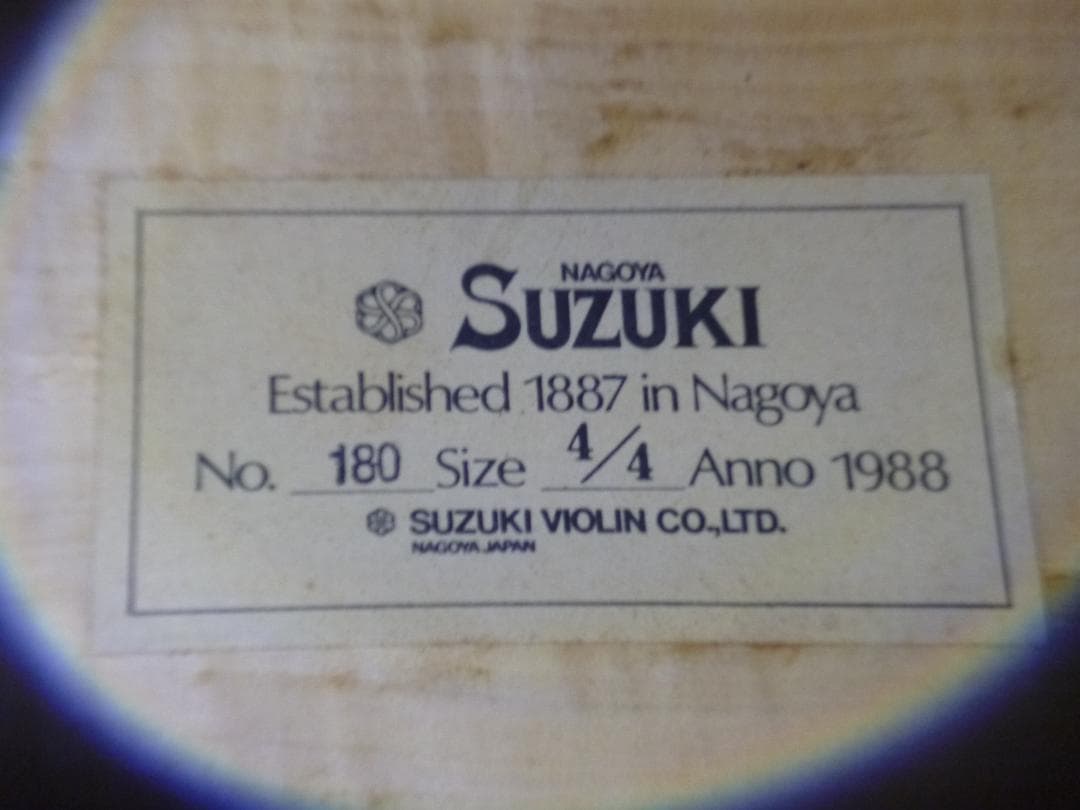 NAGOYA
SUZUKI
Established 1887 in Nagoya
No. 180 Size 4/4 Anno 1988
SUZUKI VIOLIN CO.,LTD.
NAGOYA JAPAN